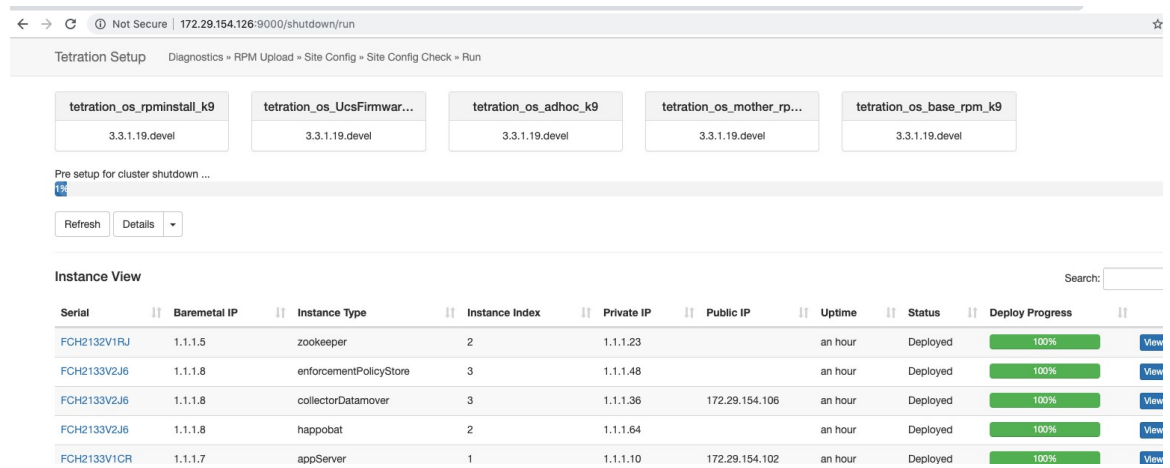 Not Secure | 172.29.154.126:9000/shutdown/run
Tetration Setup Diagnostics » RPM Upload » Site Config » Site Config Check » Run
tetration_os_rpminstall_k9 tetration_os_UcsFirmwar... tetration_os_adhoc_k9 tetration_os_mother_rp... tetration_os_base_rpm_k9
3.3.1.19.devel 3.3.1.19.devel 3.3.1.19.devel 3.3.1.19.devel 3.3.1.19.devel
Pre setup for cluster shutdown ...
1%
Refresh Details
Instance View Search:
Serial Baremetal IP Instance Type Instance Index Private IP Public IP Uptime Status Deploy Progress
FCH2132V1RJ 1.1.1.5 zookeeper 2 1.1.1.23 an hour Deployed 100% View
FCH2133V2J6 1.1.1.8 enforcementPolicyStore 3 1.1.1.48 an hour Deployed 100% View
FCH2133V2J6 1.1.1.8 collectorDatamover 3 1.1.1.36 172.29.154.106 an hour Deployed 100% View
FCH2133V2J6 1.1.1.8 happobat 2 1.1.1.64 an hour Deployed 100% View
FCH2133V1CR 1.1.1.7 appServer 1 1.1.1.10 172.29.154.102 an hour Deployed 100% View